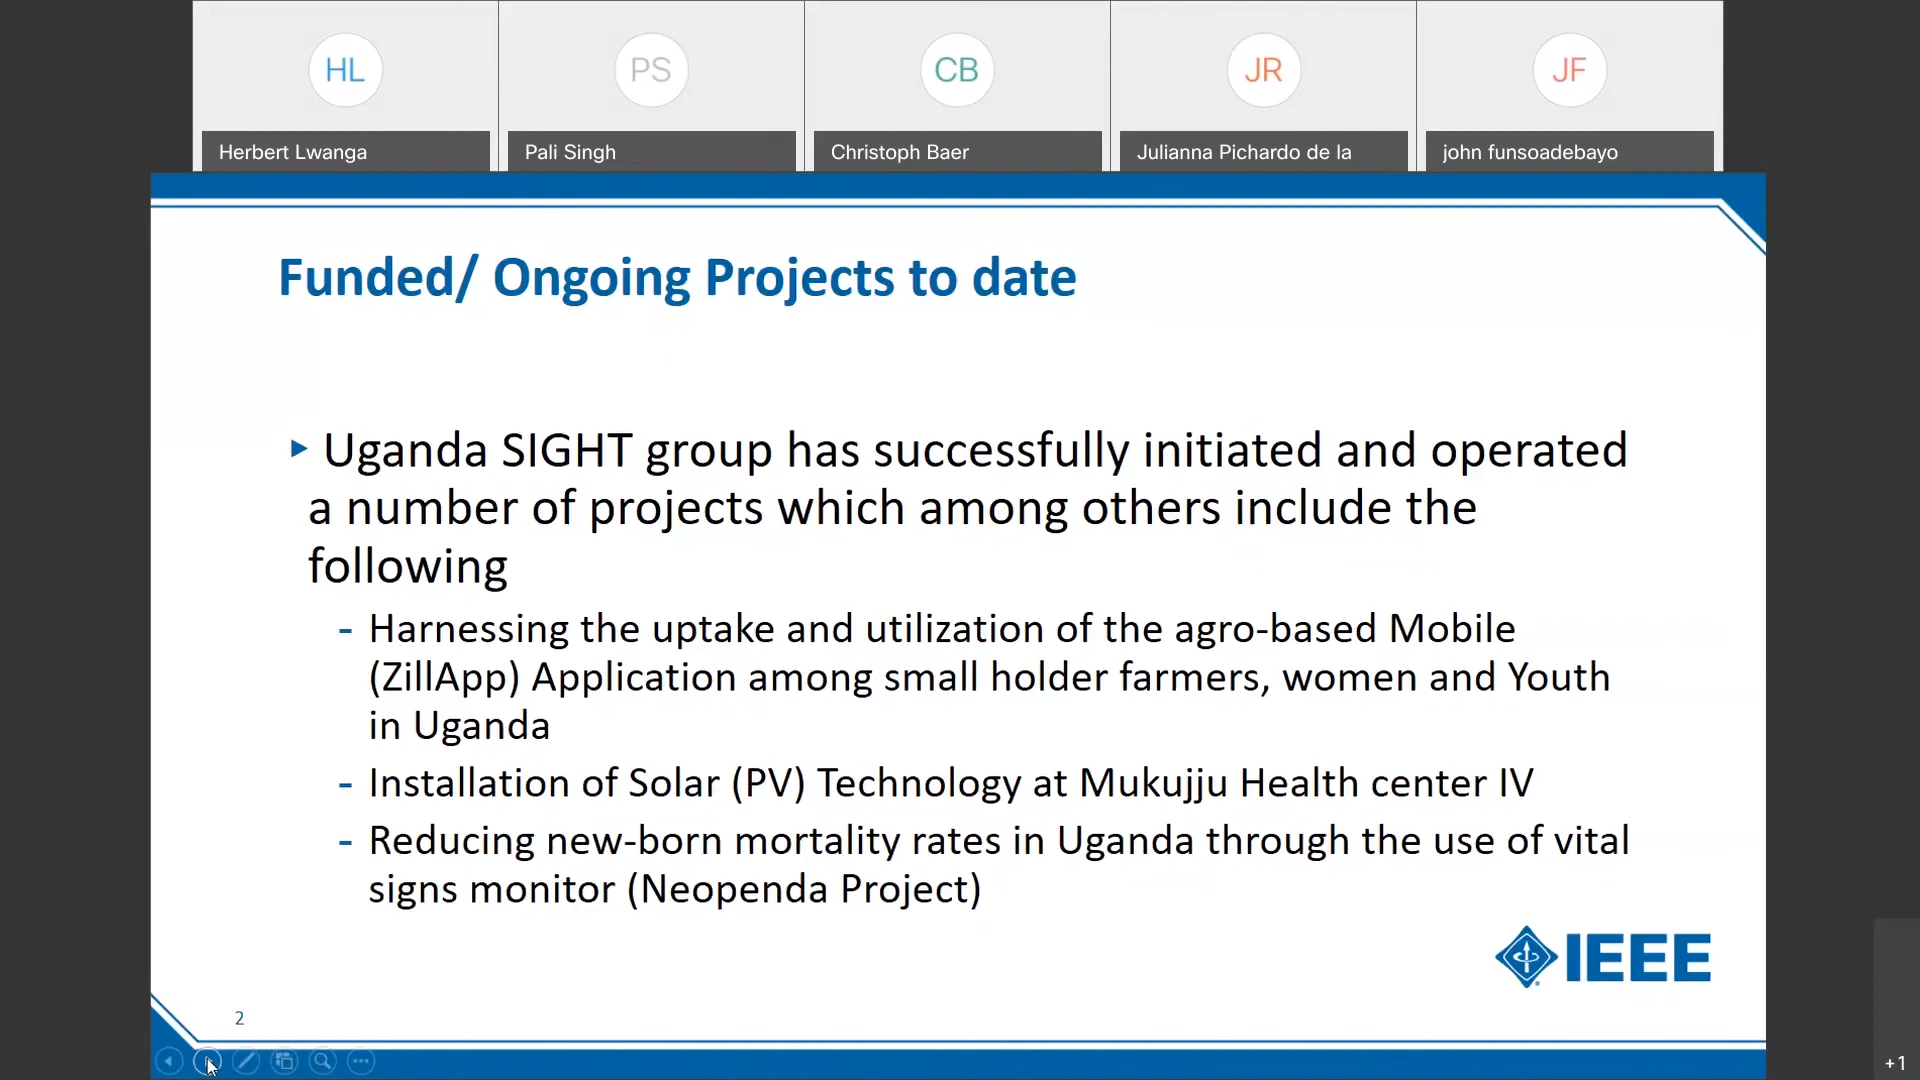 HL
PS
CB
JR
JF
Herbert Lwanga
Pali Singh
Christoph Baer
Julianna Pichardo de la
john funsoadebayo
Funded/ Ongoing Projects to date
Uganda SIGHT group has successfully initiated and operated
a number of projects which among others include the
following
- Harnessing the uptake and utilization of the agro-based Mobile
(ZillApp) Application among small holder farmers, women and Youth
in Uganda
- Installation of Solar (PV) Technology at Mukujju Health center IV
- Reducing new-born mortality rates in Uganda through the use of vital
signs monitor (Neopenda Project)
IEEE
2
+1